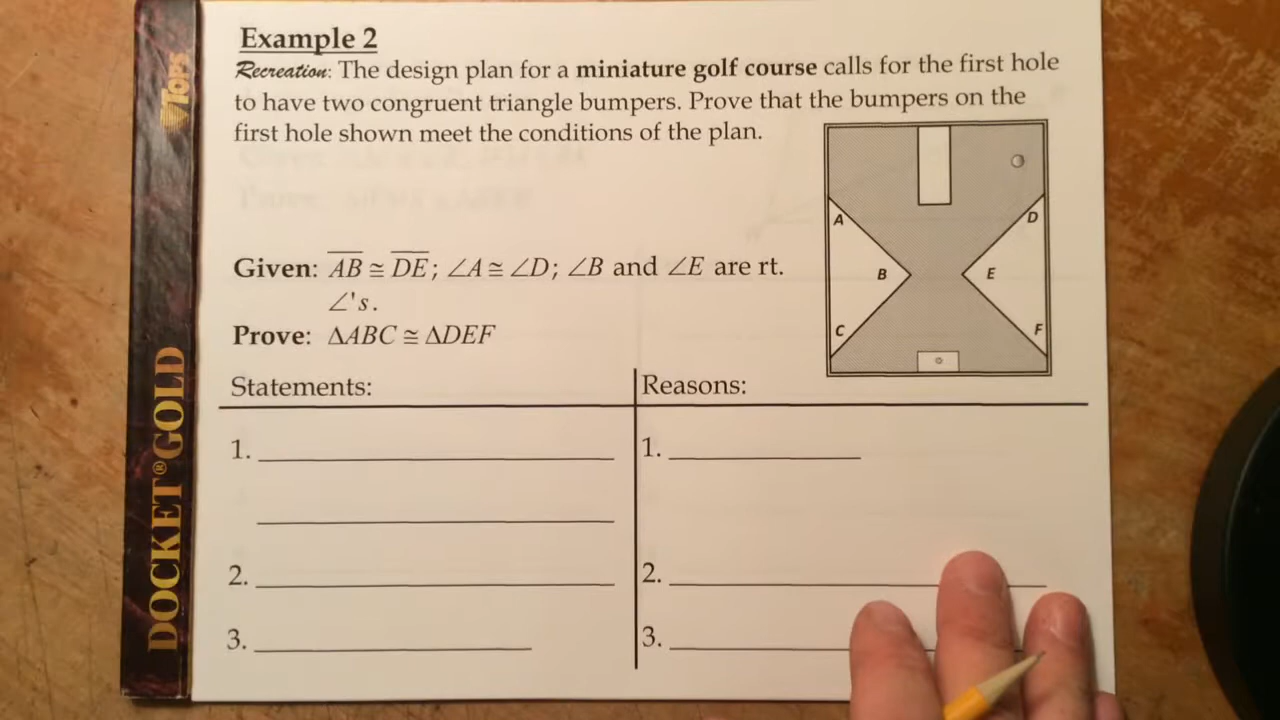 Example 2
Recreation: The design plan for a miniature golf course calls for the first hole
to have two congruent triangle bumpers. Prove that the bumpers on the
first hole shown meet the conditions of the plan.
Given: AB ≅ DE; ∠A ≅ ∠D; ∠B and ∠E are rt.
∠'s.
Prove: ΔABC ≅ ΔDEF
A
D
B
E
C
F
Statements:
Reasons:
1.
1.
2.
2.
3.
3.
TOPS
DOCKET® GOLD